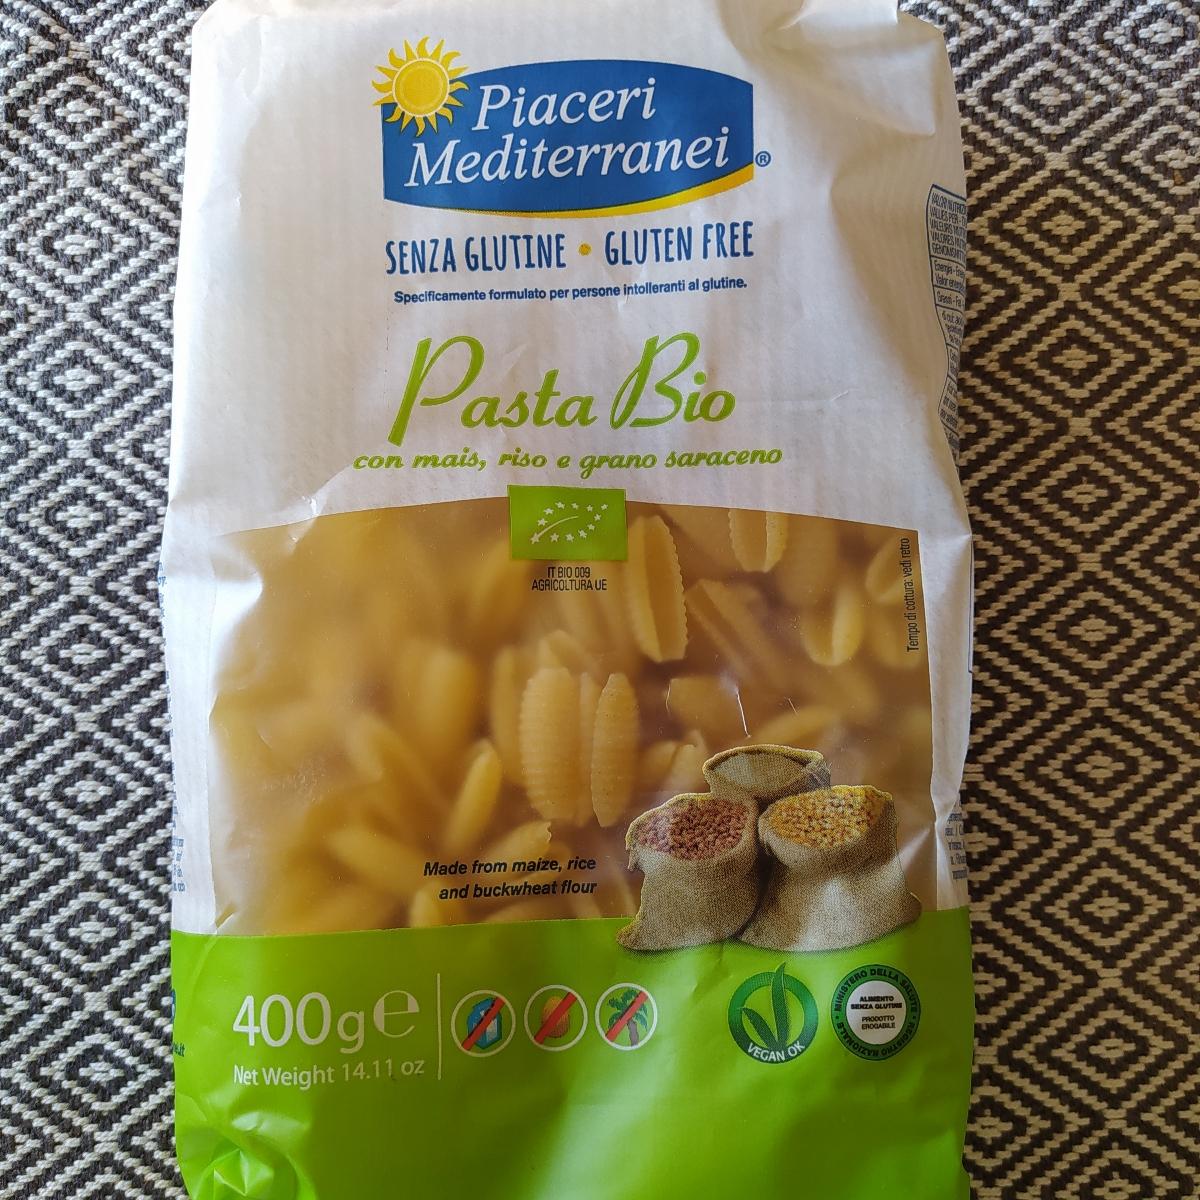 Piaceri
Mediterranei ®
SENZA GLUTINE • GLUTEN FREE
Specificamente formulato per persone intolleranti al glutine.
Pasta Bio
con mais, riso e grano saraceno
IT BIO 009
AGRICOLTURA UE
Tempo di cottura: vedi retro
Made from maize, rice
and buckwheat flour
400g e
Net Weight 14.11 oz
VEGAN OK
MINISTERO DELLA SALUTE • REGISTRO NAZIONALE •
ALIMENTO
SENZA GLUTINE
PRODOTTO
EROGABILE